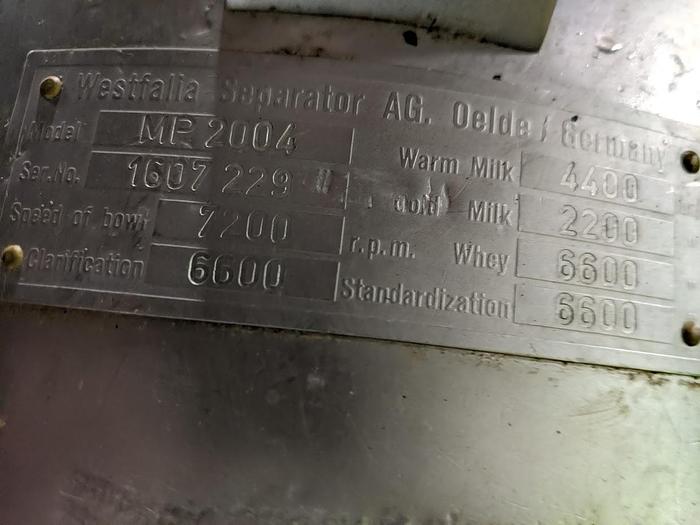 Westfalia Separator AG. Oelde / Germany
Model MP 2004
Ser.No. 1607 229
Speed of bowl 7200 r.p.m.
Clarification 6600
Warm Milk 4400
Cold Milk 2200
Whey 6600
Standardization 6600